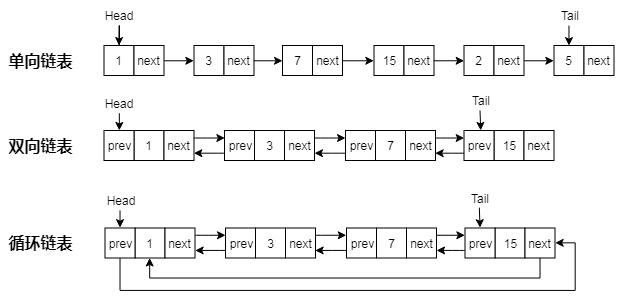 Head Tail
单向链表 1 next 3 next 7 next 15 next 2 next 5 next
Head Tail
双向链表 prev 1 next prev 3 next prev 7 next prev 15 next
Head Tail
循环链表 prev 1 next prev 3 next prev 7 next prev 15 next